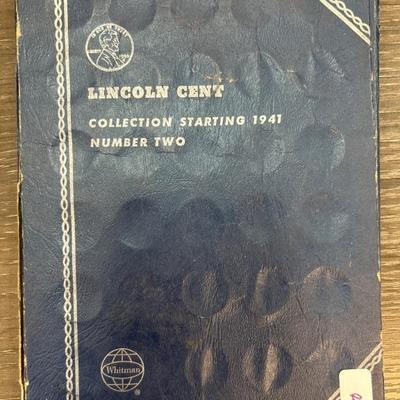 LINCOLN CENT
COLLECTION STARTING 1941
NUMBER TWO
Whitman